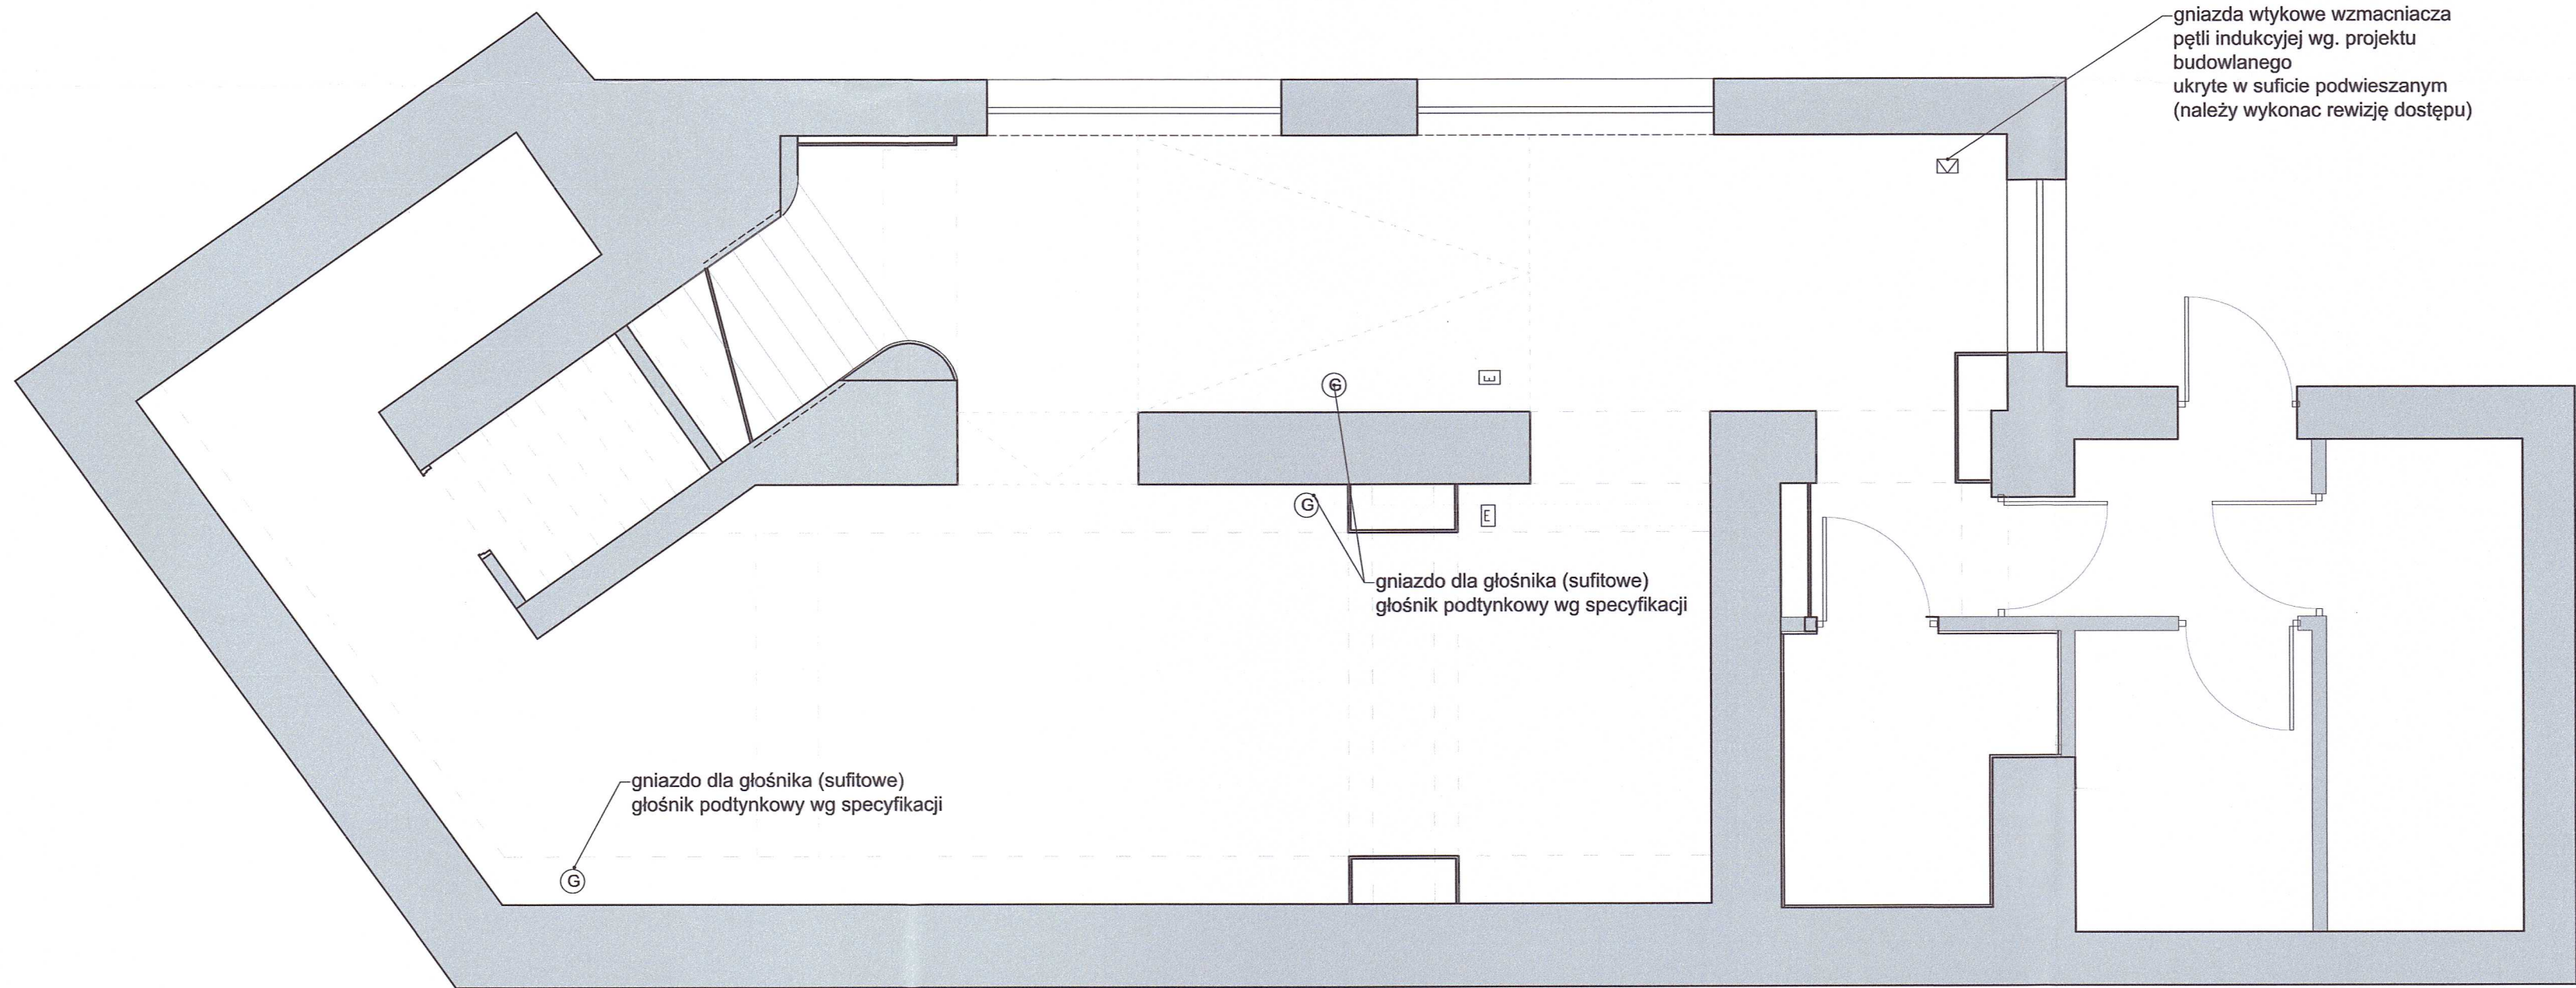 gniazda wtykowe wzmacniacza
pętli indukcyjej wg. projektu
budowlanego
ukryte w suficie podwieszanym
(należy wykonac rewizję dostępu)
G
E
G
E
gniazdo dla głośnika (sufitowe)
głośnik podtynkowy wg specyfikacji
gniazdo dla głośnika (sufitowe)
głośnik podtynkowy wg specyfikacji
G